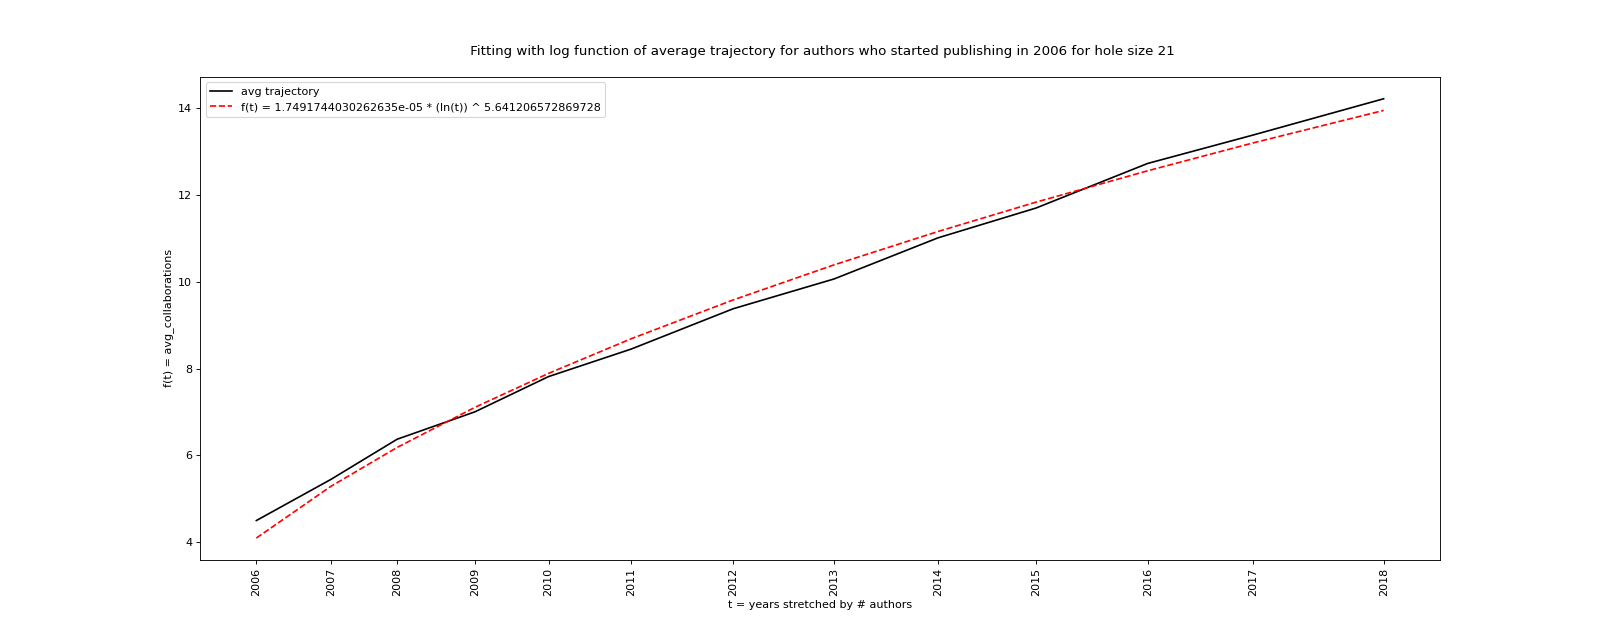 Fitting with log function of average trajectory for authors who started publishing in 2006 for hole size 21
avg trajectory
f(t) = 1.7491744030262635e-05 * (ln(t)) ^ 5.641206572869728
14
12
10
8
6
4
f(t) = avg_collaborations
2006 2007 2008 2009 2010 2011 2012 2013 2014 2015 2016 2017 2018
t = years stretched by # authors